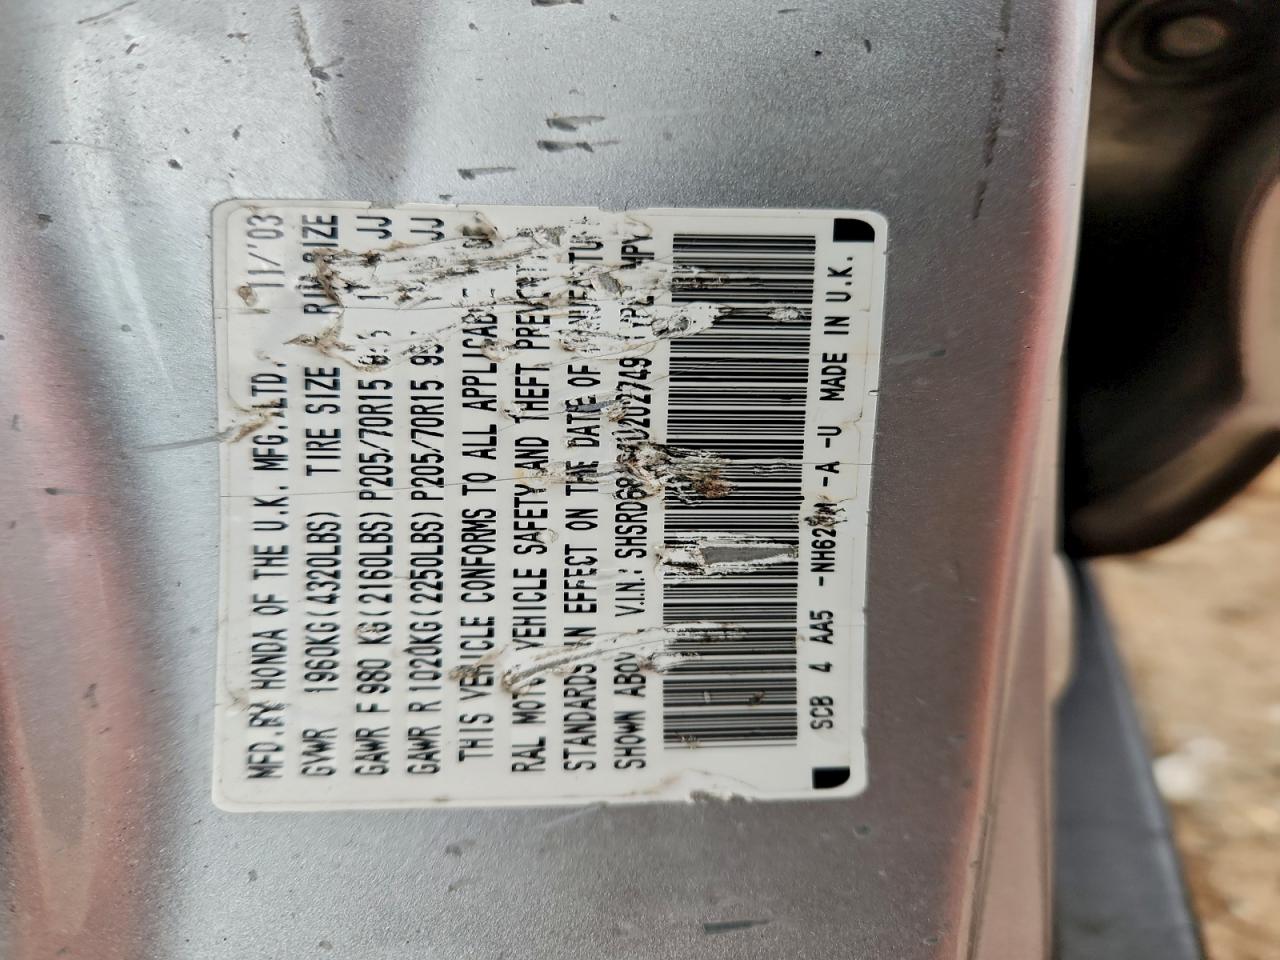 MFD. BY HONDA OF THE U.K. MFG., LTD. 11/'03
GVWR 1960KG(4320LBS) TIRE SIZE RIM SIZE
GAWR F 980 KG(2160LBS) P205/70R15 JJ
GAWR R 1020KG(2250LBS) P205/70R15 JJ
THIS VEHICLE CONFORMS TO ALL APPLICABLE
RAL MOTOR VEHICLE SAFETY AND THEFT PREVENTION
STANDARDS IN EFFECT ON THE DATE OF MANUFACTURE
SHOWN ABOVE V.I.N.: TYPE: MPV
SCB 4 AA5 -A -U MADE IN U.K.